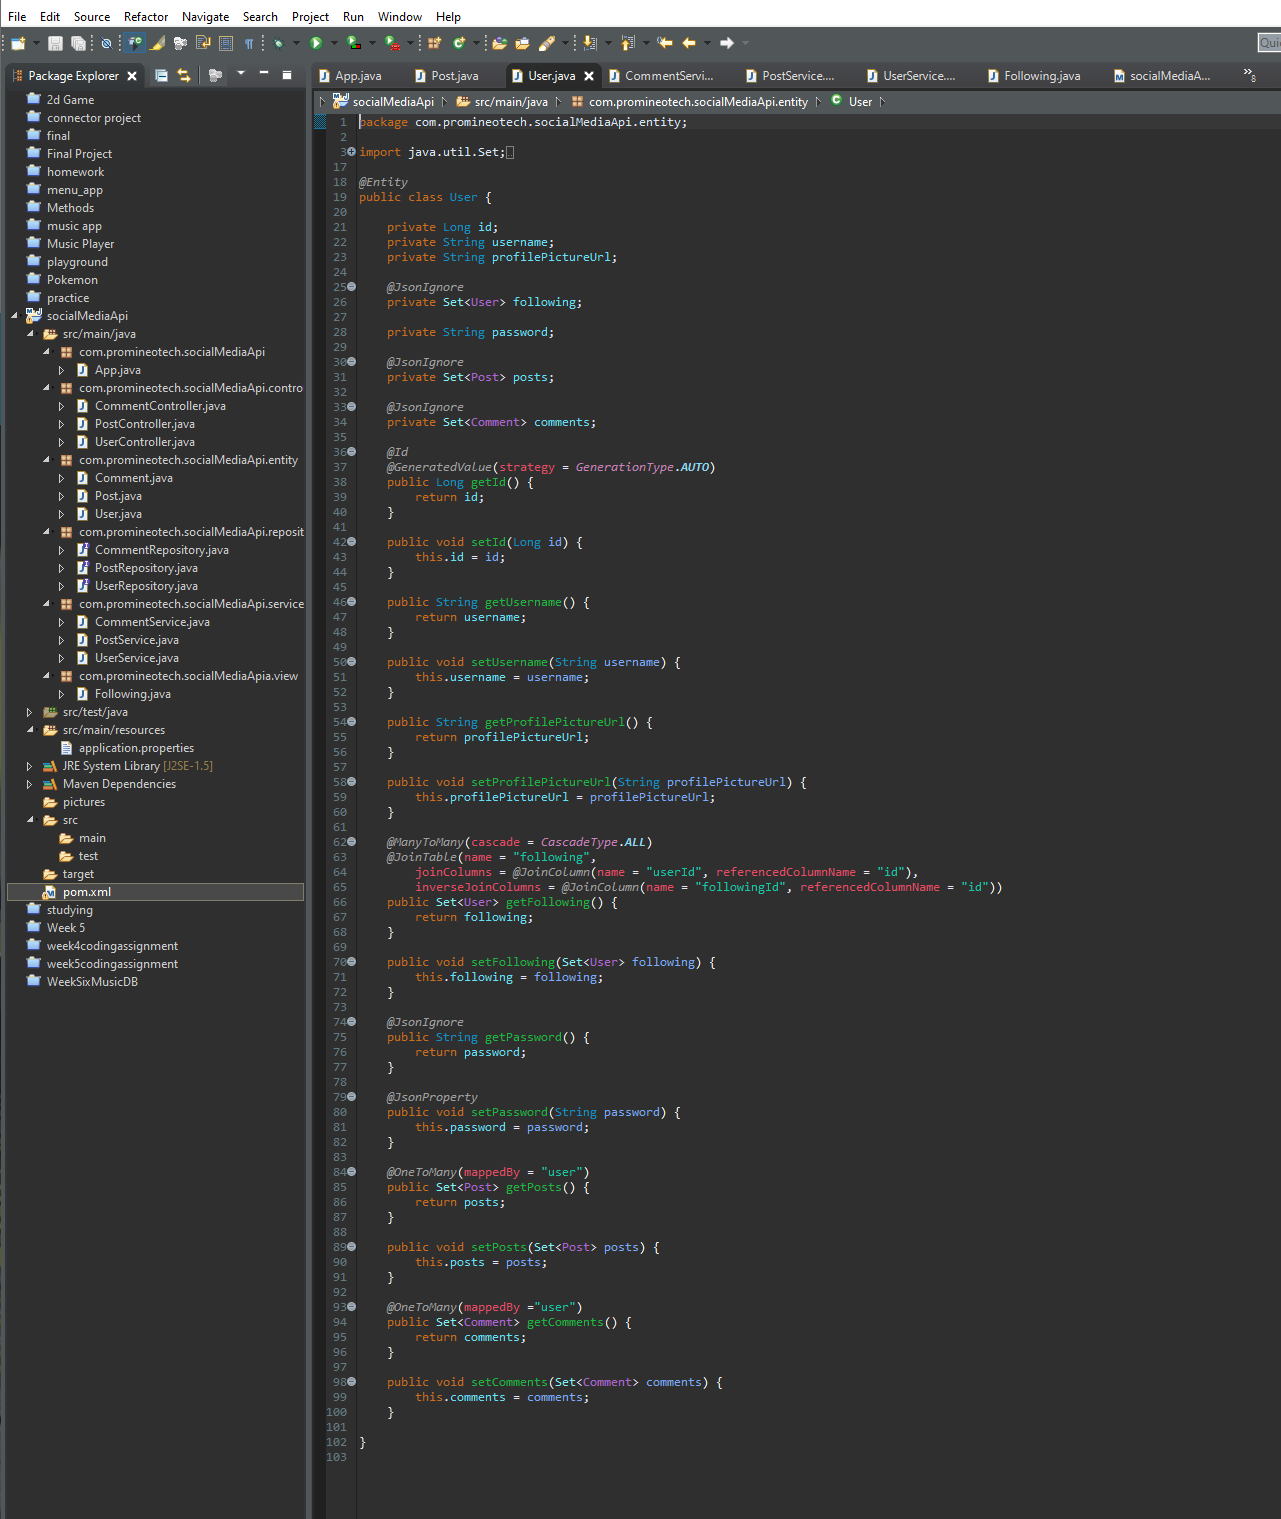 File Edit Source Refactor Navigate Search Project Run Window Help
Package Explorer
2d Game
connector project
final
Final Project
homework
menu_app
Methods
music app
Music Player
playground
Pokemon
practice
socialMediaApi
src/main/java
com.promineotech.socialMediaApi
App.java
com.promineotech.socialMediaApi.contro
CommentController.java
PostController.java
UserController.java
com.promineotech.socialMediaApi.entity
Comment.java
Post.java
User.java
com.promineotech.socialMediaApi.reposit
CommentRepository.java
PostRepository.java
UserRepository.java
com.promineotech.socialMediaApi.service
CommentService.java
PostService.java
UserService.java
com.promineotech.socialMediaApia.view
Following.java
src/test/java
src/main/resources
application.properties
JRE System Library [J2SE-1.5]
Maven Dependencies
pictures
src
main
test
target
pom.xml
studying
Week 5
week4codingassignment
week5codingassignment
WeekSixMusicDB
App.java Post.java User.java CommentServi... PostService.... UserService.... Following.java socialMediaA... »8
socialMediaApi src/main/java com.promineotech.socialMediaApi.entity User
1 package com.promineotech.socialMediaApi.entity;
2
3 import java.util.Set;
17
18 @Entity
19 public class User {
20
21 private Long id;
22 private String username;
23 private String profilePictureUrl;
24
25 @JsonIgnore
26 private Set<User> following;
27
28 private String password;
29
30 @JsonIgnore
31 private Set<Post> posts;
32
33 @JsonIgnore
34 private Set<Comment> comments;
35
36 @Id
37 @GeneratedValue(strategy = GenerationType.AUTO)
38 public Long getId() {
39 return id;
40 }
41
42 public void setId(Long id) {
43 this.id = id;
44 }
45
46 public String getUsername() {
47 return username;
48 }
49
50 public void setUsername(String username) {
51 this.username = username;
52 }
53
54 public String getProfilePictureUrl() {
55 return profilePictureUrl;
56 }
57
58 public void setProfilePictureUrl(String profilePictureUrl) {
59 this.profilePictureUrl = profilePictureUrl;
60 }
61
62 @ManyToMany(cascade = CascadeType.ALL)
63 @JoinTable(name = "following",
64 joinColumns = @JoinColumn(name = "userId", referencedColumnName = "id"),
65 inverseJoinColumns = @JoinColumn(name = "followingId", referencedColumnName = "id"))
66 public Set<User> getFollowing() {
67 return following;
68 }
69
70 public void setFollowing(Set<User> following) {
71 this.following = following;
72 }
73
74 @JsonIgnore
75 public String getPassword() {
76 return password;
77 }
78
79 @JsonProperty
80 public void setPassword(String password) {
81 this.password = password;
82 }
83
84 @OneToMany(mappedBy = "user")
85 public Set<Post> getPosts() {
86 return posts;
87 }
88
89 public void setPosts(Set<Post> posts) {
90 this.posts = posts;
91 }
92
93 @OneToMany(mappedBy ="user")
94 public Set<Comment> getComments() {
95 return comments;
96 }
97
98 public void setComments(Set<Comment> comments) {
99 this.comments = comments;
100 }
101
102 }
103